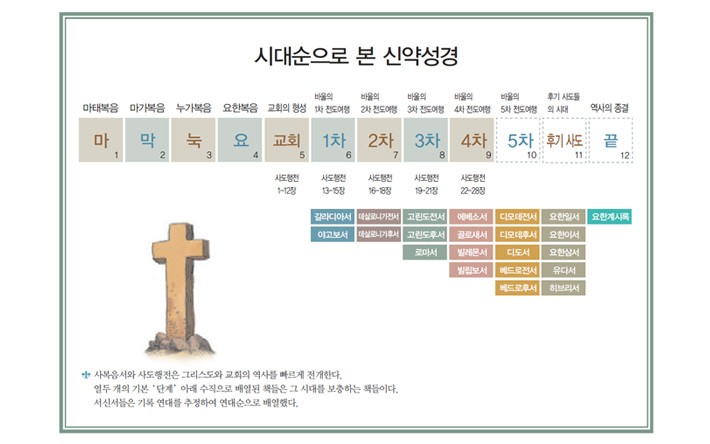 시대순으로 본 신약성경
마태복음 마가복음 누가복음 요한복음 교회의 형성 바울의 1차 전도여행 바울의 2차 전도여행 바울의 3차 전도여행 바울의 4차 전도여행 바울의 5차 전도여행 후기 사도들의 시대 역사의 종결
마 막 눅 요 교회 1차 2차 3차 4차 5차 후기 사도 끝
1 2 3 4 5 6 7 8 9 10 11 12
사도행전 사도행전 사도행전 사도행전 사도행전
1-12장 13-15장 16-18장 19-21장 22-28장
갈라디아서 데살로니가전서 고린도전서 에베소서 디모데전서 요한일서 요한계시록
야고보서 데살로니가후서 고린도후서 골로새서 디모데후서 요한이서
로마서 빌레몬서 디도서 요한삼서
빌립보서 베드로전서 유다서
베드로후서 히브리서
사복음서와 사도행전은 그리스도와 교회의 역사를 빠르게 전개한다.
열두 개의 기본 ‘단계’ 아래 수직으로 배열된 책들은 그 시대를 보충하는 책들이다.
서신서들은 기록 연대를 추정하여 연대순으로 배열했다.